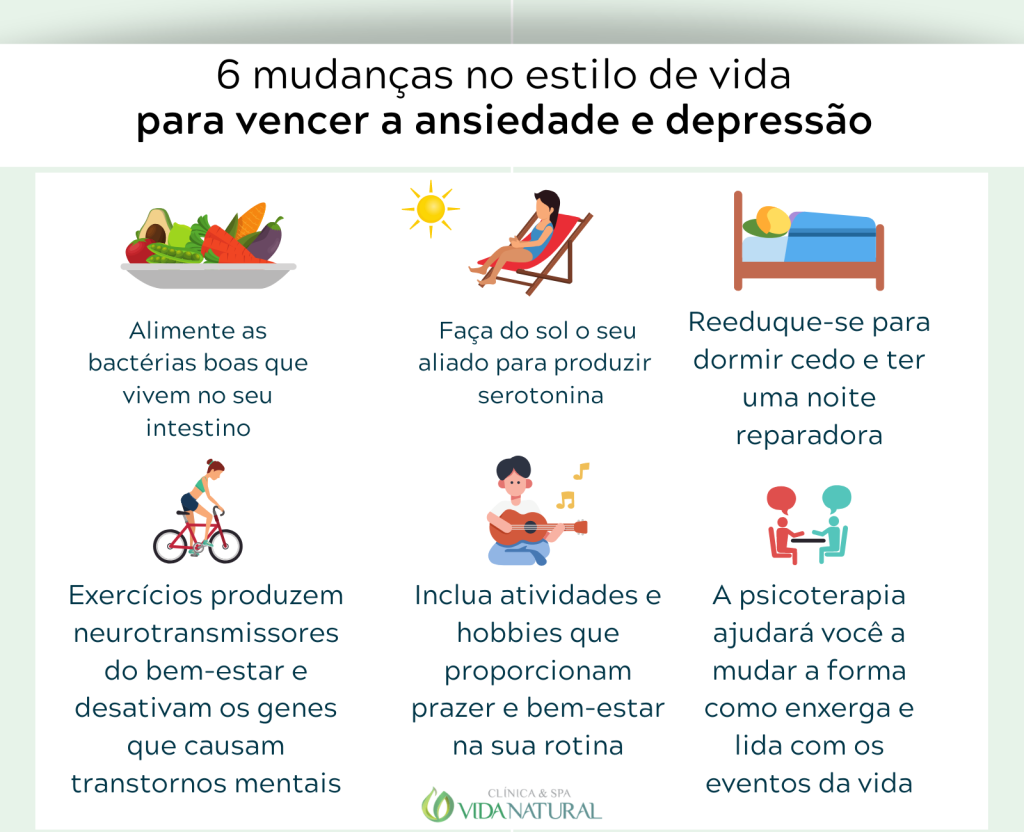 6 mudanças no estilo de vida
para vencer a ansiedade e depressão
Alimente as
bactérias boas que
vivem no seu
intestino
Faça do sol o seu
aliado para produzir
serotonina
Reeduque-se para
dormir cedo e ter
uma noite
reparadora
Exercícios produzem
neurotransmissores
do bem-estar e
desativam os genes
que causam
transtornos mentais
Inclua atividades e
hobbies que
proporcionam
prazer e bem-estar
na sua rotina
A psicoterapia
ajudará você a
mudar a forma
como enxerga e
lida com os
eventos da vida
CLÍNICA & SPA
VIDANATURAL